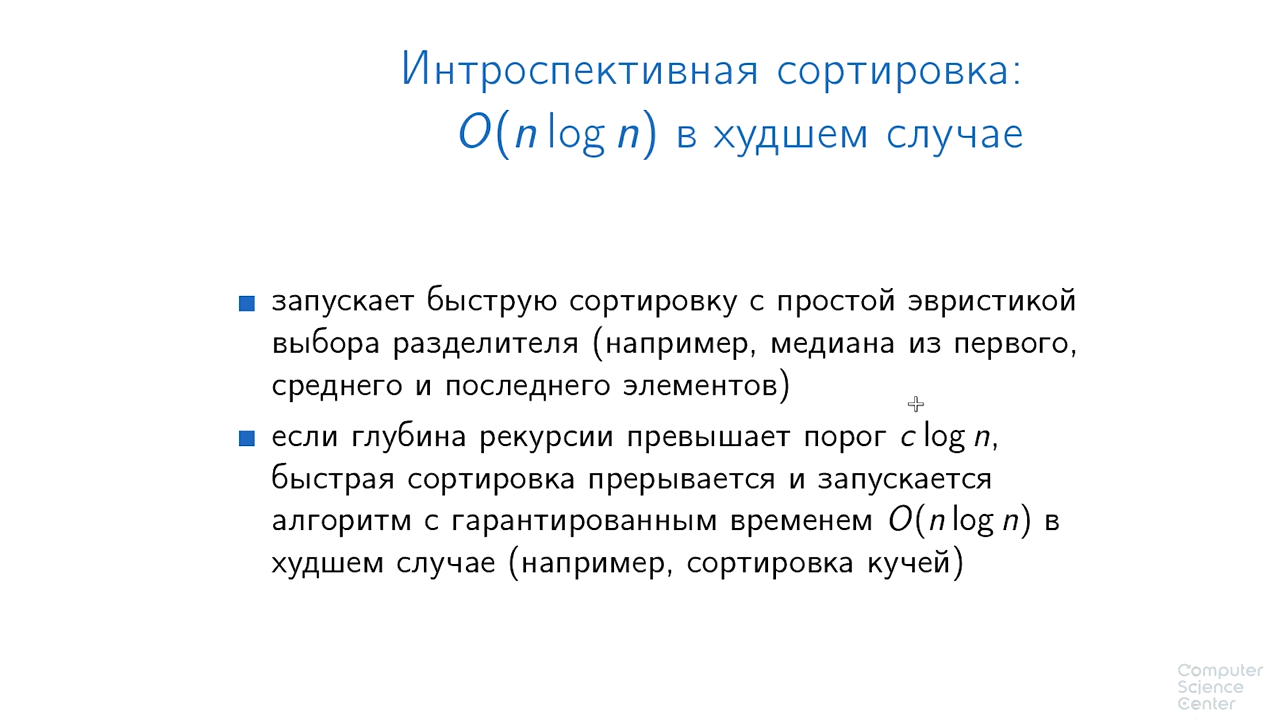 Интроспективная сортировка:
O(n log n) в худшем случае
запускает быструю сортировку с простой эвристикой
выбора разделителя (например, медиана из первого,
среднего и последнего элементов)
если глубина рекурсии превышает порог c log n,
быстрая сортировка прерывается и запускается
алгоритм с гарантированным временем O(n log n) в
худшем случае (например, сортировка кучей)
Computer
Science
Center